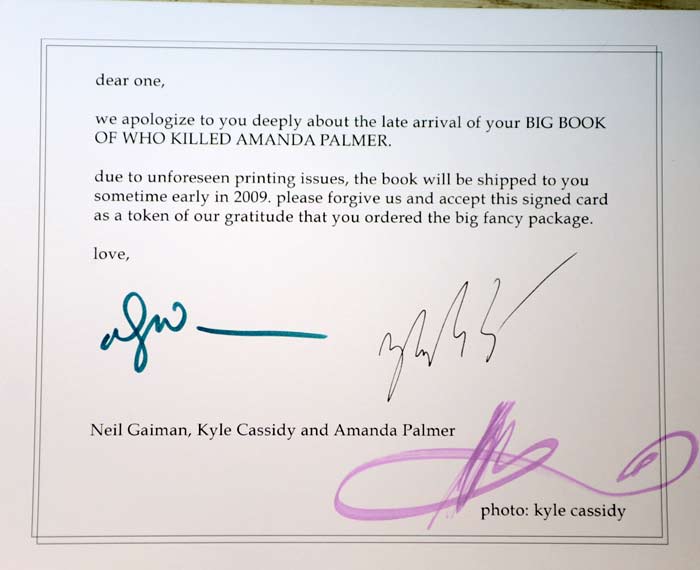 dear one,
we apologize to you deeply about the late arrival of your BIG BOOK
OF WHO KILLED AMANDA PALMER.
due to unforeseen printing issues, the book will be shipped to you
sometime early in 2009. please forgive us and accept this signed card
as a token of our gratitude that you ordered the big fancy package.
love,
Neil Gaiman, Kyle Cassidy and Amanda Palmer
photo: kyle cassidy